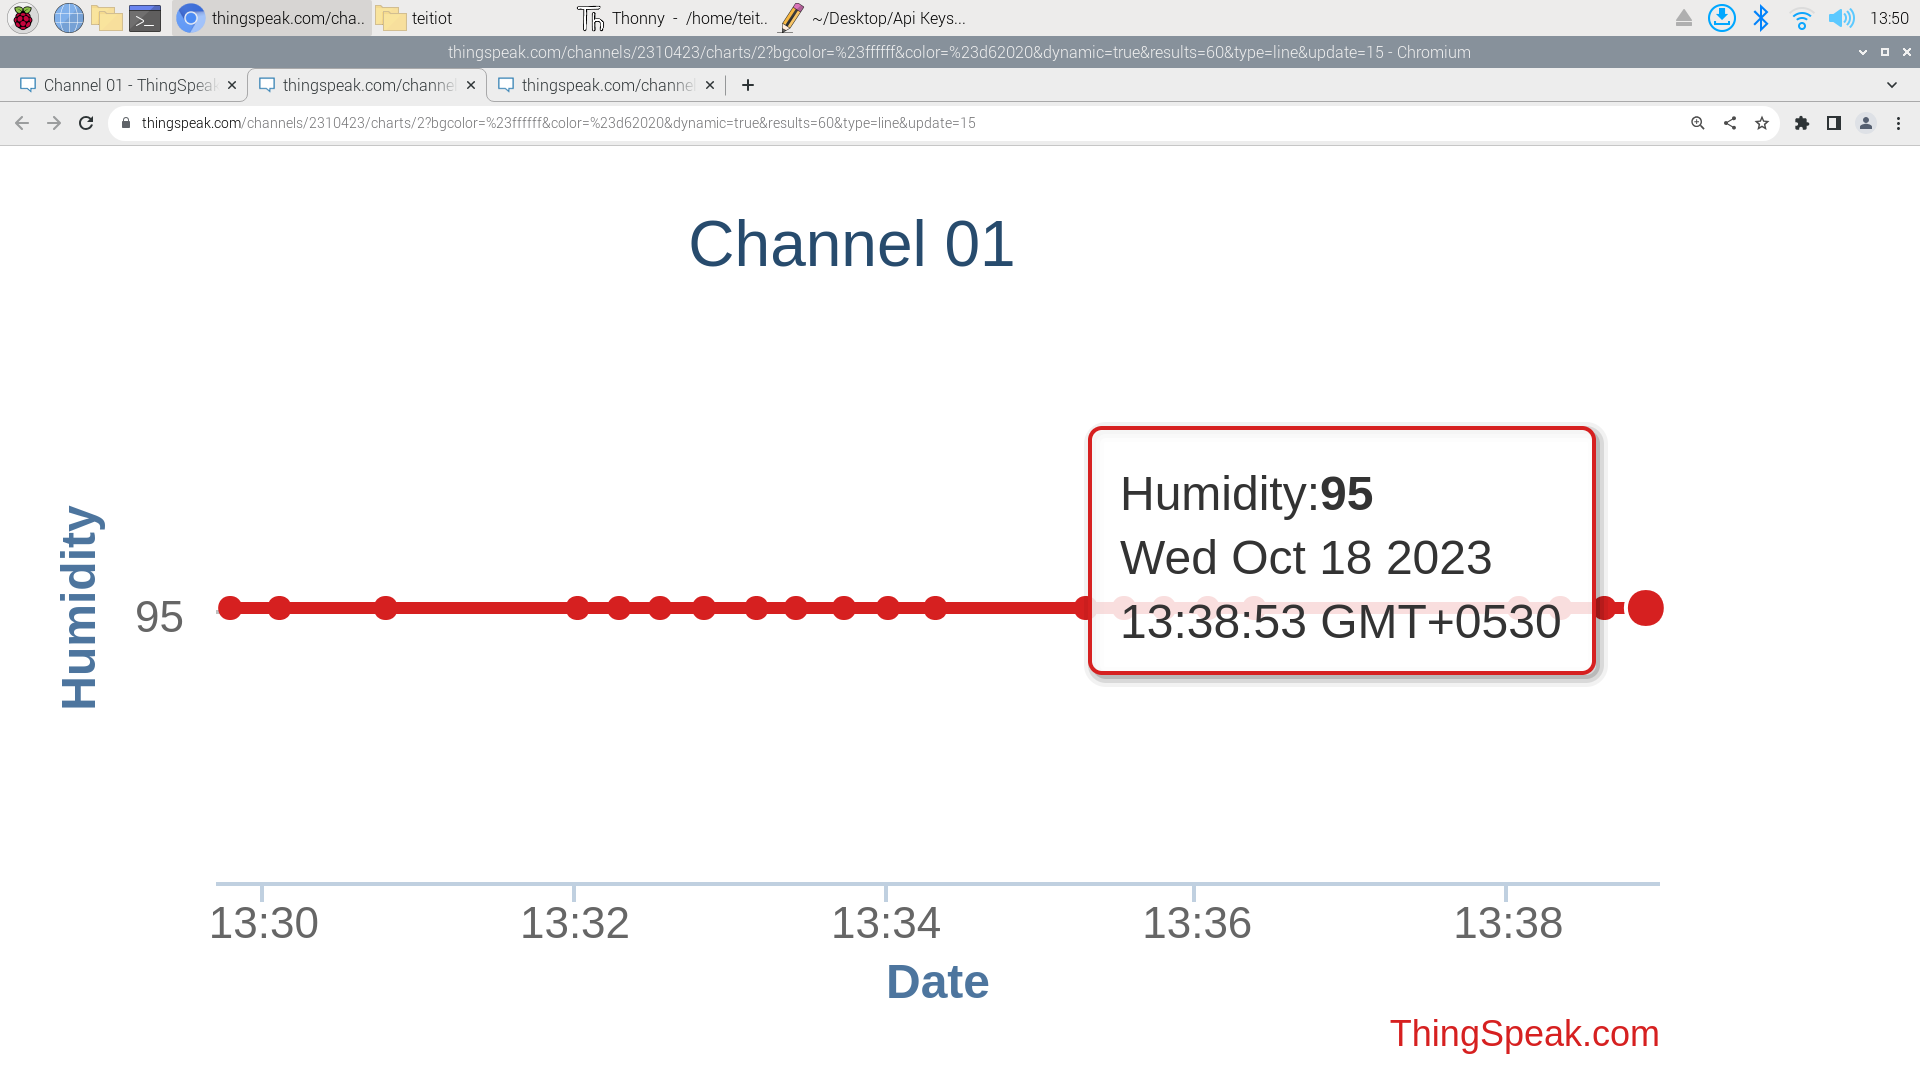 thingspeak.com/cha..
teitiot
Thonny - /home/teit..
~/Desktop/Api Keys...
13:50
thingspeak.com/channels/2310423/charts/2?bgcolor=%23ffffff&color=%23d62020&dynamic=true&results=60&type=line&update=15 - Chromium
Channel 01 - ThingSpeak
thingspeak.com/channel
thingspeak.com/channel
thingspeak.com/channels/2310423/charts/2?bgcolor=%23ffffff&color=%23d62020&dynamic=true&results=60&type=line&update=15
Channel 01
Humidity
95
Humidity:95
Wed Oct 18 2023
13:38:53 GMT+0530
13:30
13:32
13:34
13:36
13:38
Date
ThingSpeak.com